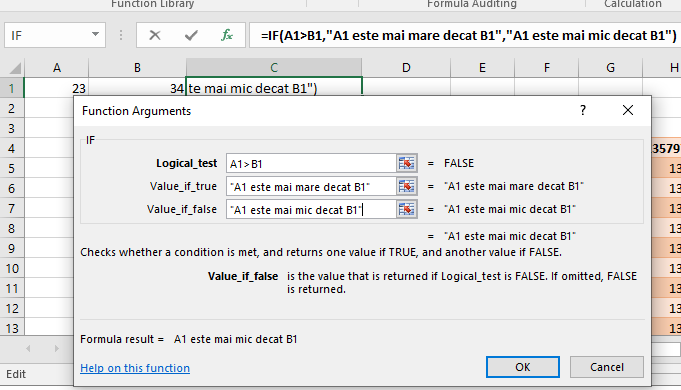 Function Library Formula Auditing Calculation
IF =IF(A1>B1,"A1 este mai mare decat B1","A1 este mai mic decat B1")
A B C D E F G H
1 23 34 te mai mic decat B1")
2
3
4 3579
5 13
6 13
7 13
8 13
9 13
10 13
11 13
12 13
13 13
Function Arguments ? ×
IF
Logical_test A1>B1 = FALSE
Value_if_true "A1 este mai mare decat B1" = "A1 este mai mare decat B1"
Value_if_false "A1 este mai mic decat B1" = "A1 este mai mic decat B1"
= "A1 este mai mic decat B1"
Checks whether a condition is met, and returns one value if TRUE, and another value if FALSE.
Value_if_false is the value that is returned if Logical_test is FALSE. If omitted, FALSE
is returned.
Formula result = A1 este mai mic decat B1
Help on this function OK Cancel
Edit